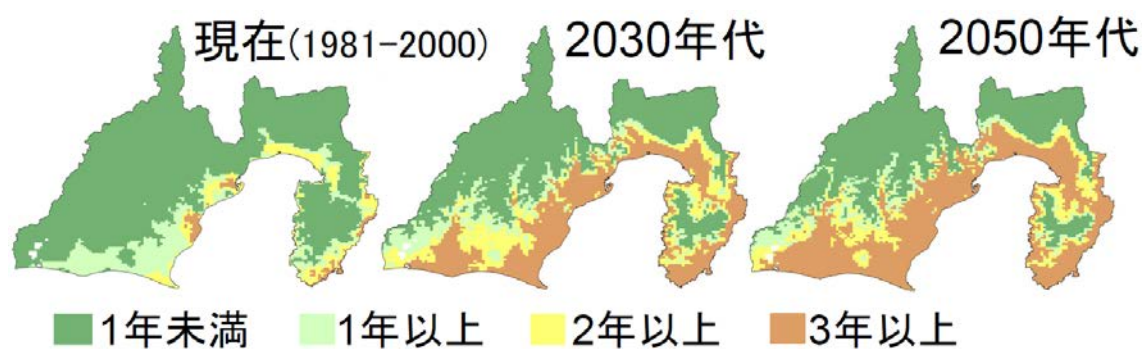 現在(1981-2000) 2030年代 2050年代
1年未満 1年以上 2年以上 3年以上